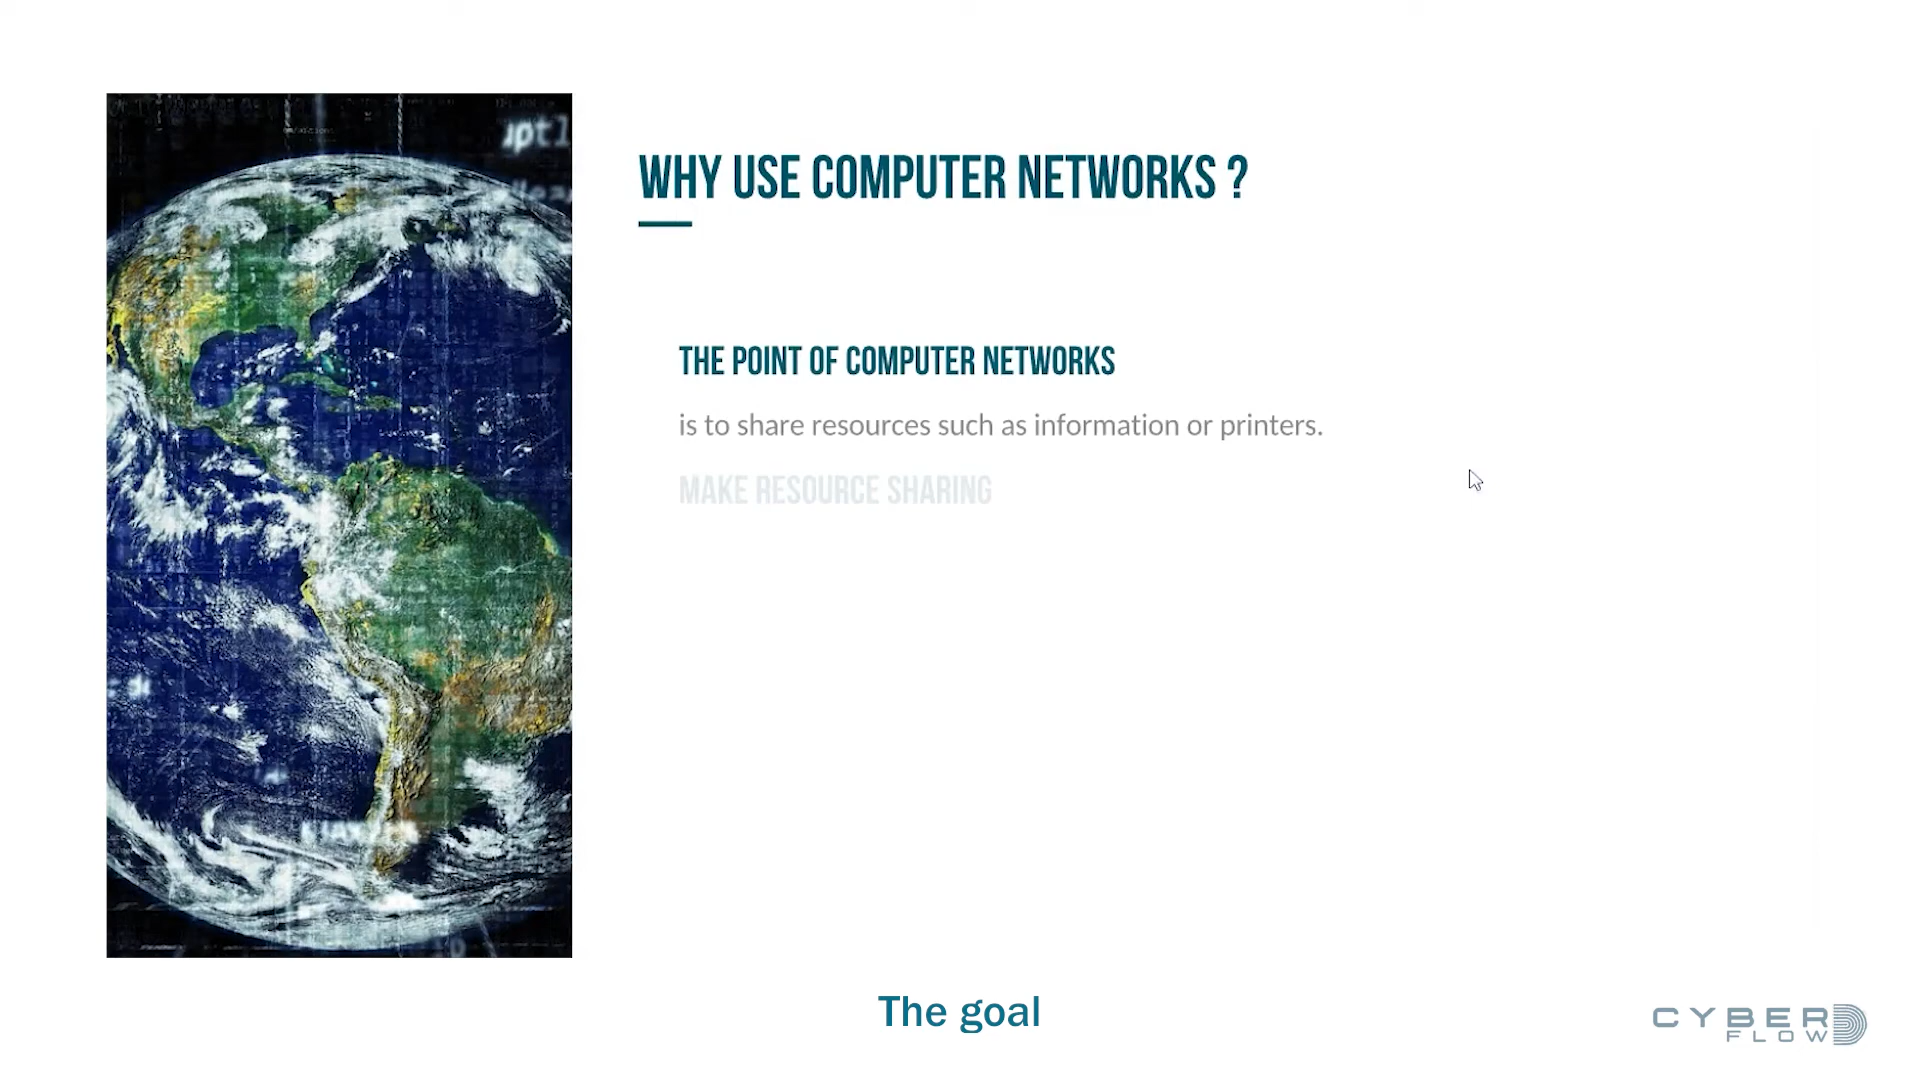 WHY USE COMPUTER NETWORKS ?
THE POINT OF COMPUTER NETWORKS
is to share resources such as information or printers.
MAKE RESOURCE SHARING
The goal
CYBER
FLOW